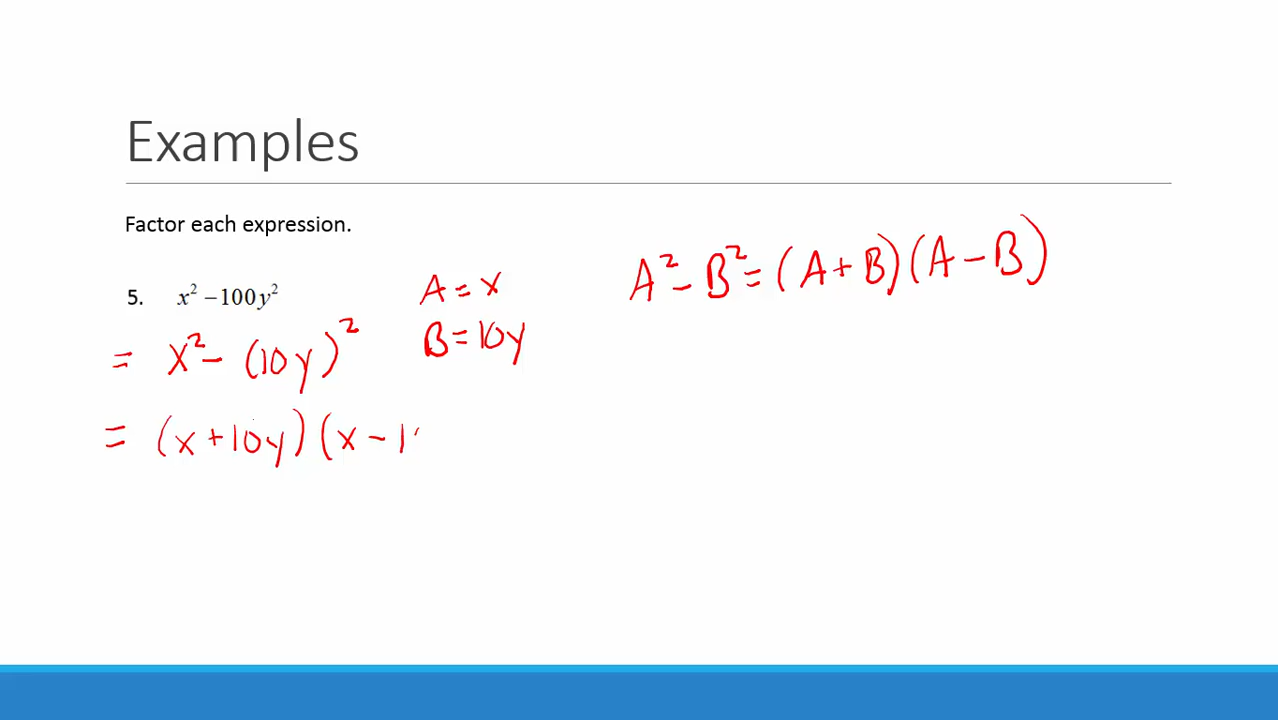 Examples
Factor each expression.
A² - B² = (A + B)(A - B)
5. x² − 100y²
A = x
B = 10y
= x² - (10y)²
= (x + 10y)(x - 1